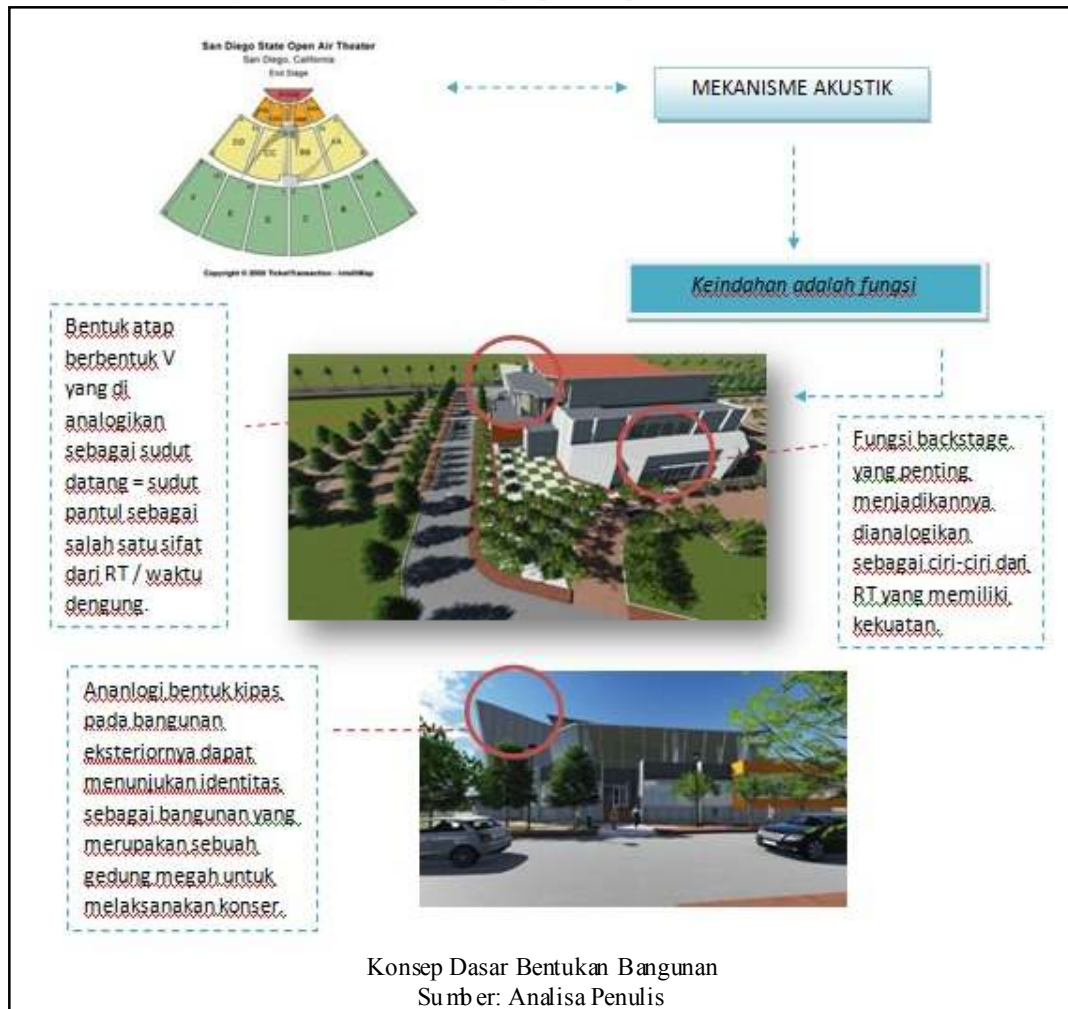 San Diego State Open Air Theater
San Diego, California
End Stage
DD
CC
BB
AA
E
D
C
B
A
Copyright © 2009 TicketTransaction - IntelliMap
MEKANISME AKUSTIK
Keindahan adalah fungsi
Bentuk atap
berbentuk V
yang di
analogikan
sebagai sudut
datang = sudut
pantul sebagai
salah satu sifat
dari RT / waktu
dengung.
Fungsi backstage
yang penting
menjadikannya
dianalogikan
sebagai ciri-ciri dari
RT yang memiliki
kekuatan.
Ananlogi bentuk kipas
pada bangunan
eksteriornya dapat
menunjukan identitas
sebagai bangunan yang
merupakan sebuah
gedung megah untuk
melaksanakan konser.
Konsep Dasar Bentukan Bangunan
Sumber: Analisa Penulis